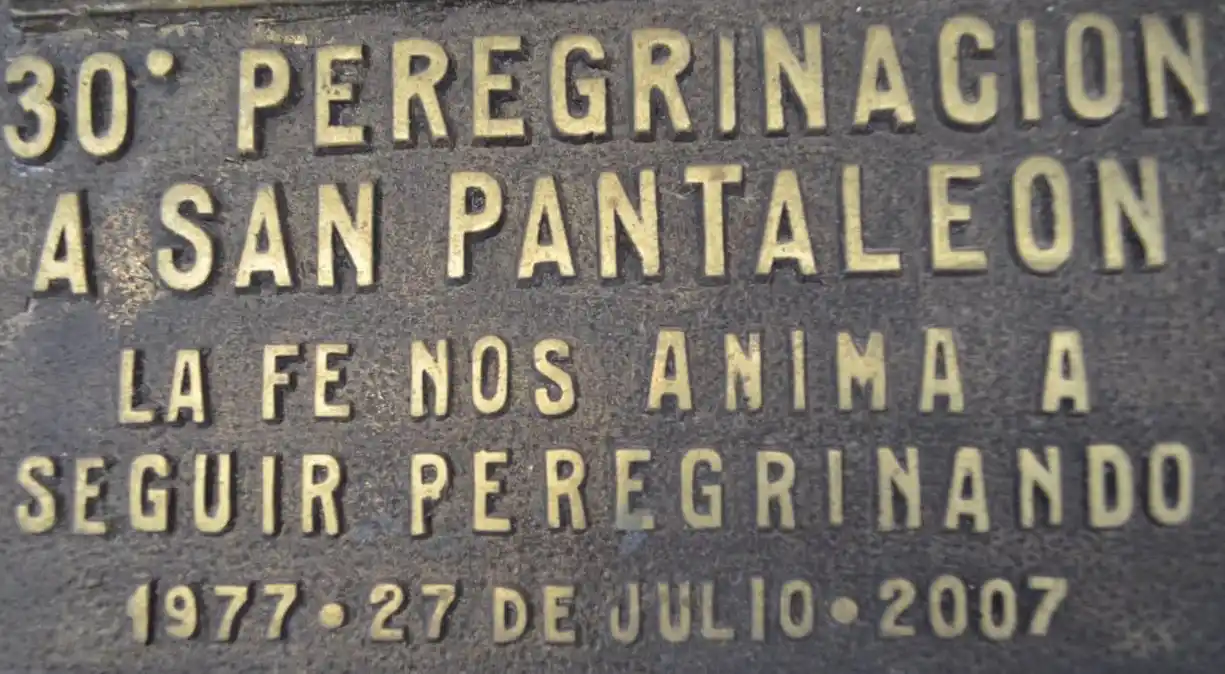 30° PEREGRINACION
A SAN PANTALEON
LA FE NOS ANIMA A
SEGUIR PEREGRINANDO
1977 • 27 DE JULIO • 2007